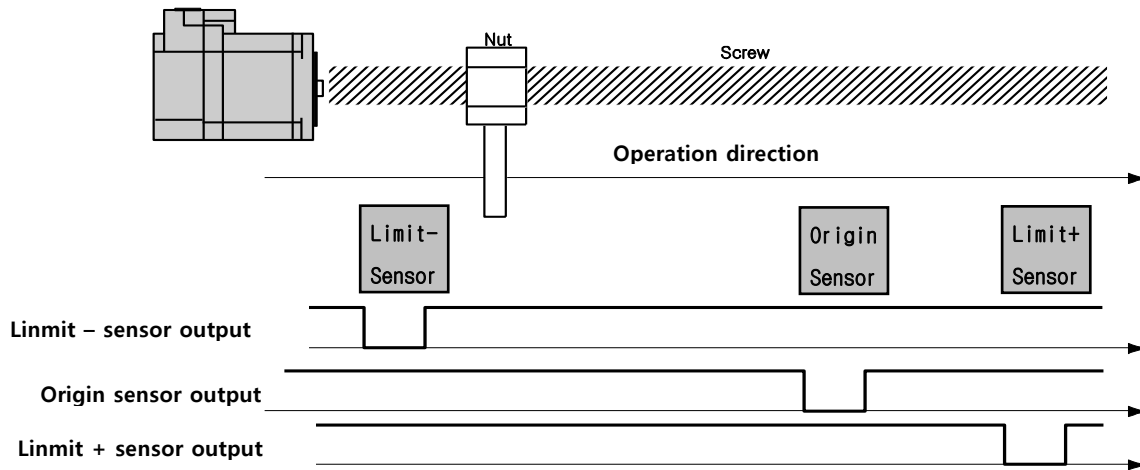 Nut
Screw
Operation direction
Limit-
Sensor
Origin
Sensor
Limit+
Sensor
Linmit – sensor output
Origin sensor output
Linmit + sensor output